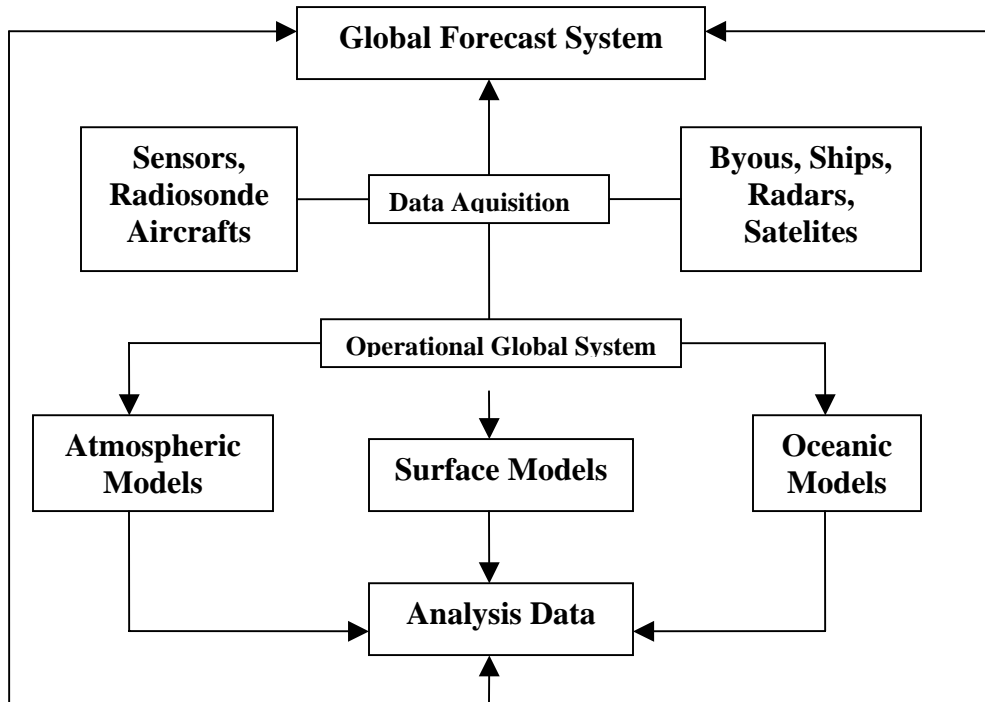 Global Forecast System
Sensors,
Radiosonde
Aircrafts
Data Aquisition
Byous, Ships,
Radars,
Satelites
Operational Global System
Atmospheric
Models
Surface Models
Oceanic
Models
Analysis Data